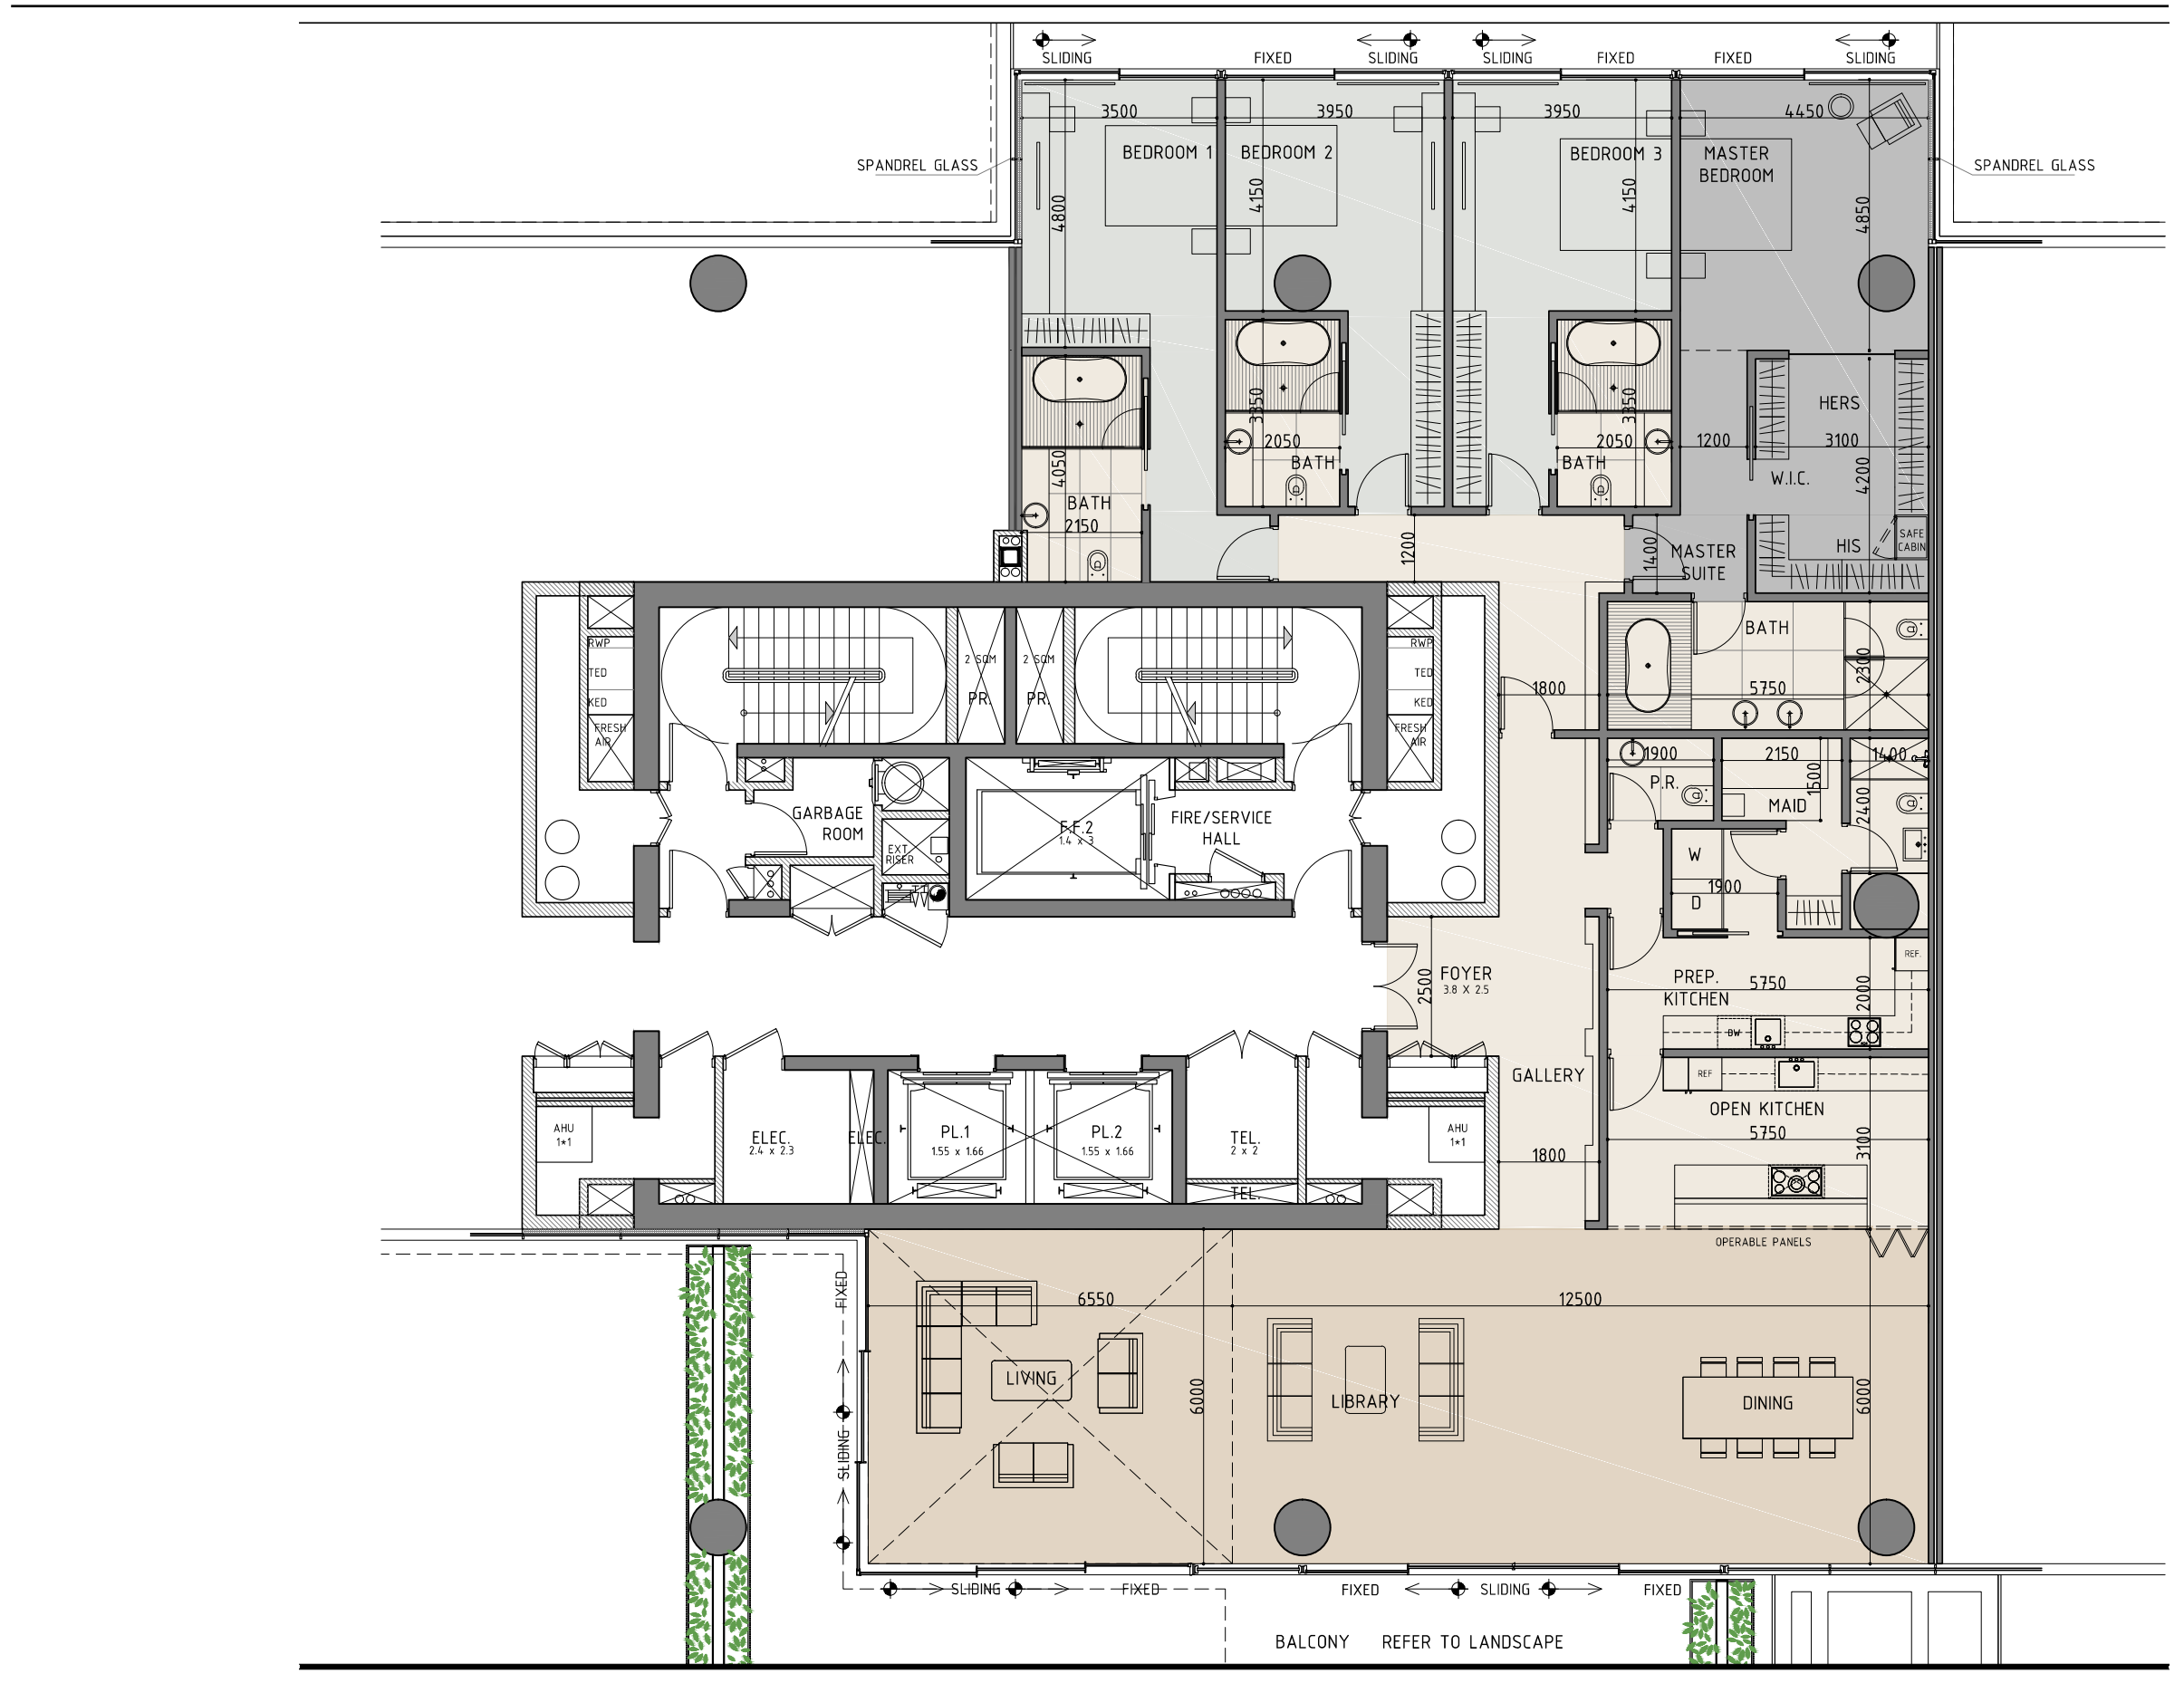 SLIDING
FIXED
SLIDING
SLIDING
FIXED
FIXED
SLIDING
3500
3950
3950
4450
BEDROOM 1
BEDROOM 2
BEDROOM 3
MASTER
BEDROOM
SPANDREL GLASS
SPANDREL GLASS
4800
4150
4150
4850
HERS
3350
3350
2050
2050
1200
3100
BATH
BATH
4050
W.I.C.
4200
BATH
2150
1200
1400
MASTER
SUITE
HIS
SAFE
CABIN
RWP
TED
KED
FRESH
AIR
2 SQM
PR.
2 SQM
PR.
RWP
TED
KED
FRESH
AIR
BATH
2300
1800
5750
1900
P.R.
2150
1500
MAID
1400
2400
GARBAGE
ROOM
EXT
RISER
F.F.2
1.4 x 3
FIRE/SERVICE
HALL
W
1900
D
FOYER
3.8 X 2.5
2500
PREP.
KITCHEN
5750
2000
REF.
DW
REF
GALLERY
OPEN KITCHEN
5750
3100
1800
AHU
1*1
ELEC.
2.4 x 2.3
ELEC.
PL.1
1.55 x 1.66
PL.2
1.55 x 1.66
TEL.
2 x 2
TEL.
AHU
1*1
OPERABLE PANELS
FIXED
SLIDING
6550
12500
LIVING
6000
LIBRARY
DINING
6000
SLIDING
FIXED
FIXED
SLIDING
FIXED
BALCONY REFER TO LANDSCAPE